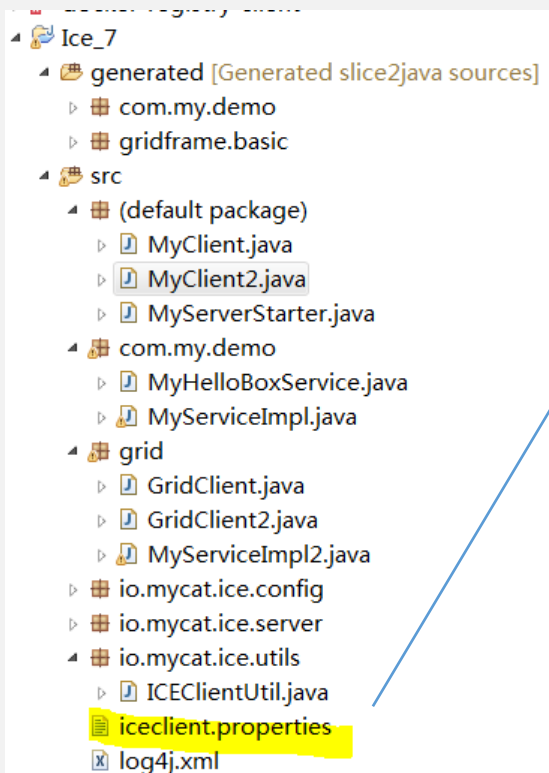 Ice_7
generated [Generated slice2java sources]
com.my.demo
gridframe.basic
src
(default package)
MyClient.java
MyClient2.java
MyServerStarter.java
com.my.demo
MyHelloBoxService.java
MyServiceImpl.java
grid
GridClient.java
GridClient2.java
MyServiceImpl2.java
io.mycat.ice.config
io.mycat.ice.server
io.mycat.ice.utils
ICEClientUtil.java
iceclient.properties
log4j.xml